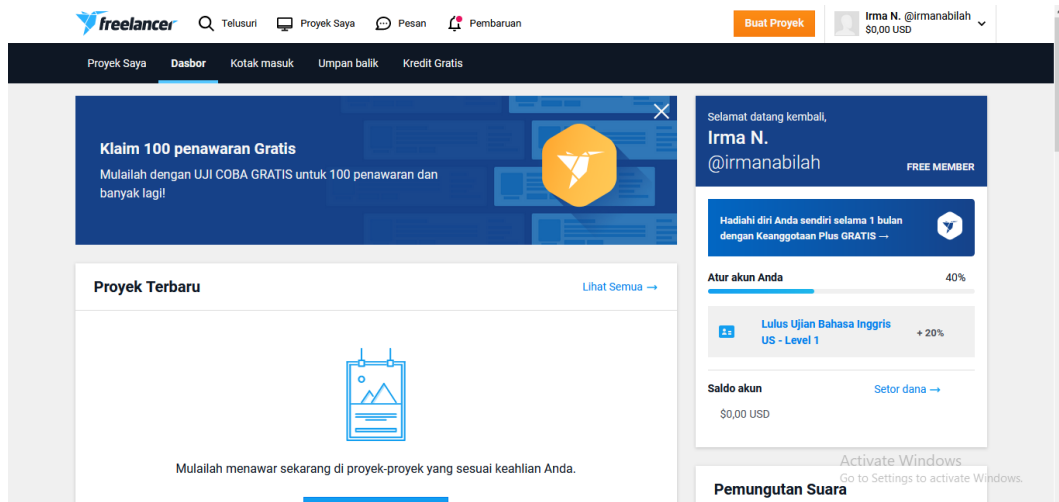 freelancer
Telusuri
Proyek Saya
Pesan
Pembaruan
Buat Proyek
Irma N. @irmanabilah
$0,00 USD
Proyek Saya
Dasbor
Kotak masuk
Umpan balik
Kredit Gratis
Klaim 100 penawaran Gratis
Mulailah dengan UJI COBA GRATIS untuk 100 penawaran dan
banyak lagi!
Selamat datang kembali,
Irma N.
@irmanabilah
FREE MEMBER
Hadiahi diri Anda sendiri selama 1 bulan
dengan Keanggotaan Plus GRATIS →
Atur akun Anda
40%
Lulus Ujian Bahasa Inggris
US - Level 1
+ 20%
Saldo akun
Setor dana →
$0,00 USD
Proyek Terbaru
Lihat Semua →
Mulailah menawar sekarang di proyek-proyek yang sesuai keahlian Anda.
Pemungutan Suara
Activate Windows
Go to Settings to activate Windows.